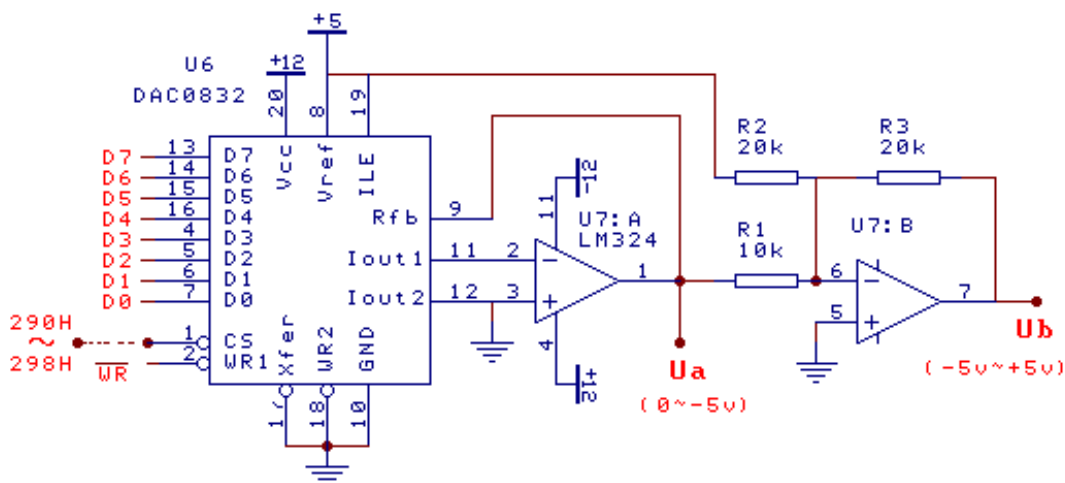 +5
U6
+12
DAC0832
20
8
19
D7 13 D7
D6 14 D6
D5 15 D5
D4 16 D4
D3 4 D3
D2 5 D2
D1 6 D1
D0 7 D0
Vcc
Vref
ILE
Rfb 9
Iout1 11 2
Iout2 12 3
290H
~
298H
1 CS
WR
2 WR1
Xfer
WR2
GND
17
18
10
-12
11
U7:A
LM324
−
+
1
4
+12
Ua
(0~-5v)
R2
20k
R3
20k
R1
10k
U7:B
6 −
5 +
7
Ub
(-5v~+5v)